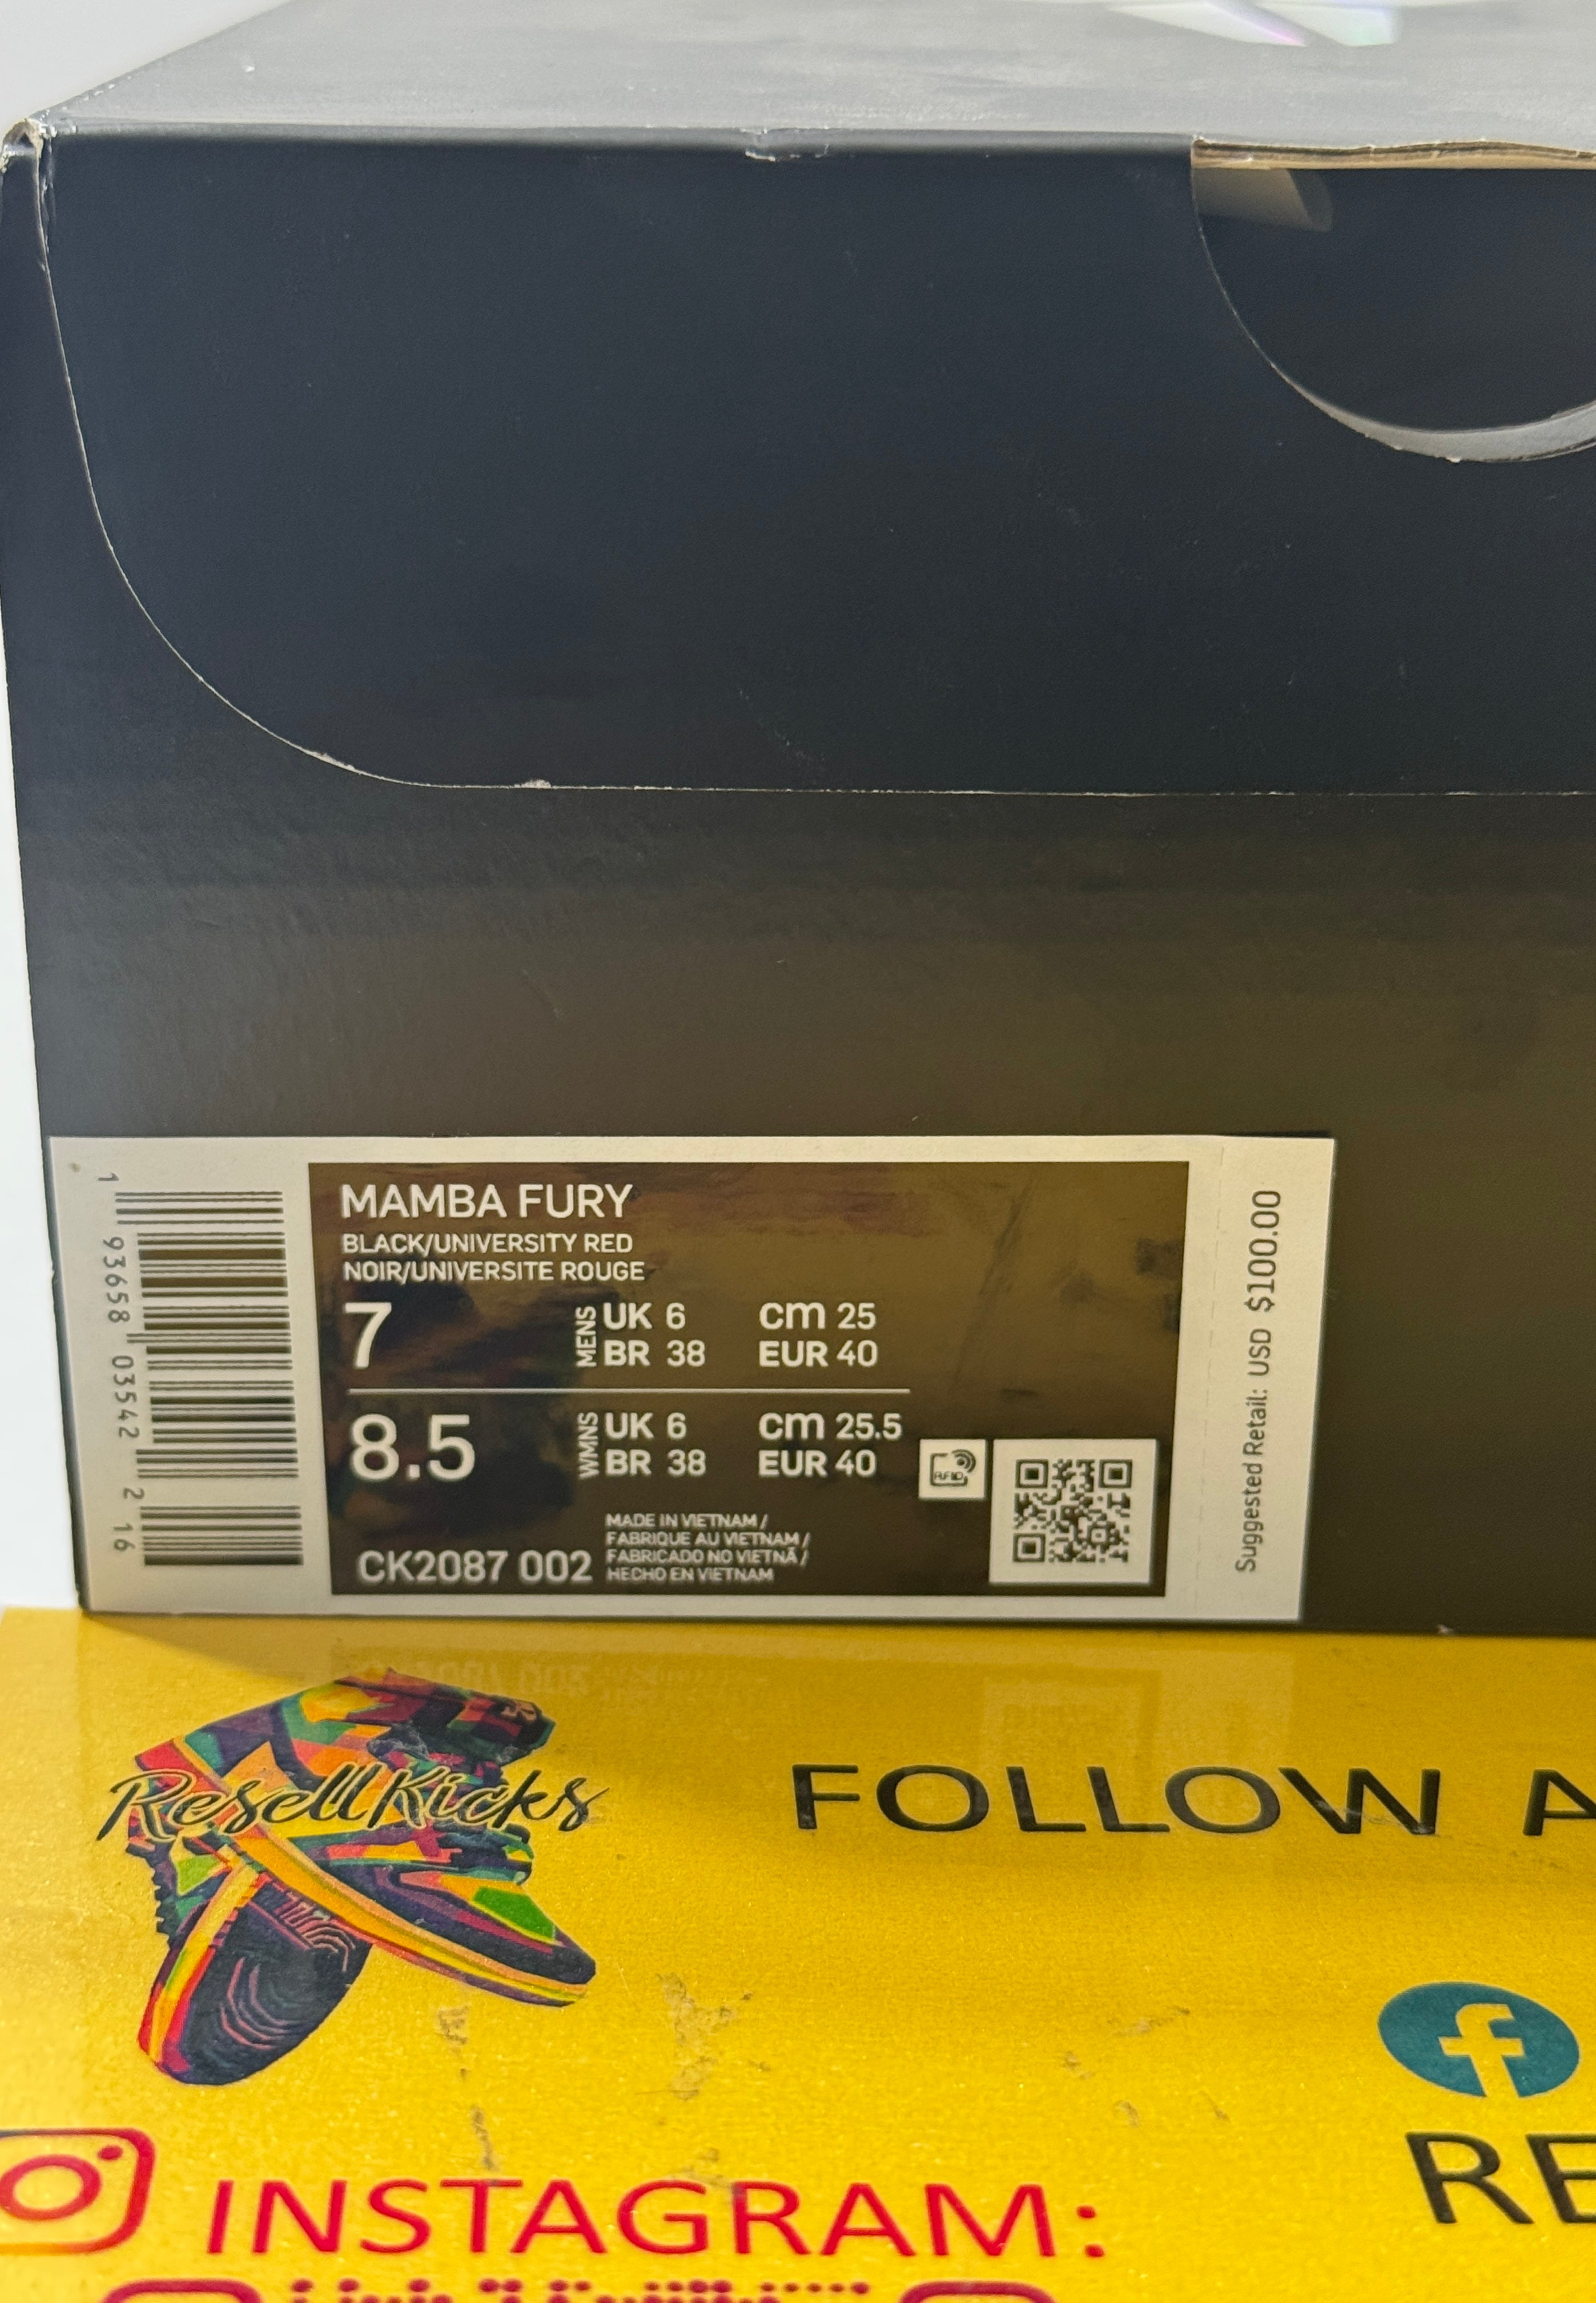 MAMBA FURY
BLACK/UNIVERSITY RED
NOIR/UNIVERSITE ROUGE
7 MENS UK 6 cm 25
BR 38 EUR 40
8.5 WMNS UK 6 cm 25.5
BR 38 EUR 40
MADE IN VIETNAM /
FABRIQUE AU VIETNAM /
FABRICADO NO VIETNÃ /
HECHO EN VIETNAM
CK2087 002
RFID
1 93658 03542 2 16
Suggested Retail: USD $100.00
ResellKicks
FOLLOW A
f
RE
INSTAGRAM: